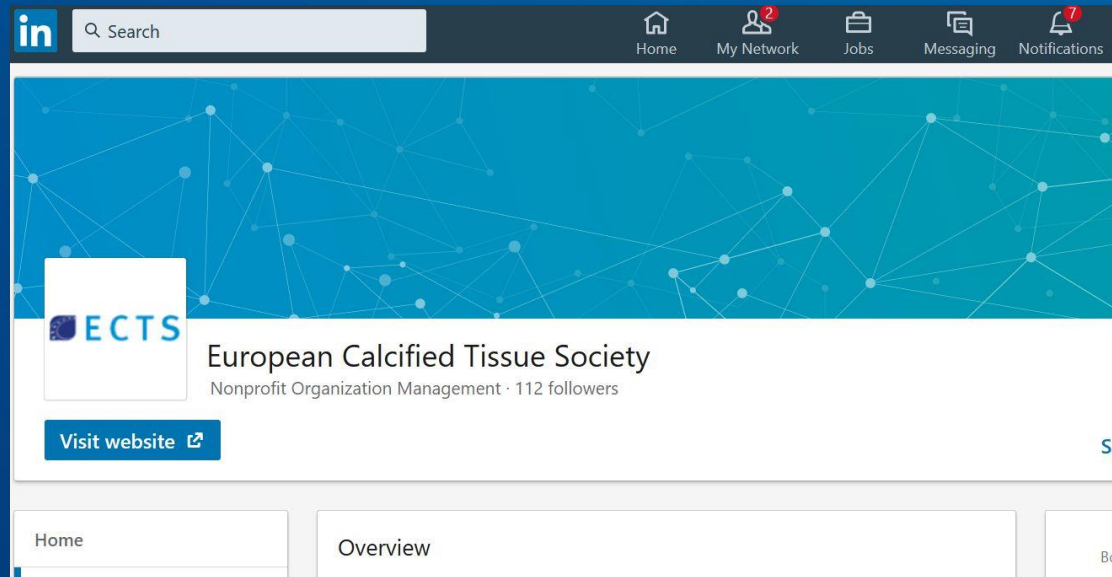 in Search
2 7
Home My Network Jobs Messaging Notifications
ECTS
European Calcified Tissue Society
Nonprofit Organization Management · 112 followers
Visit website
Home
Overview